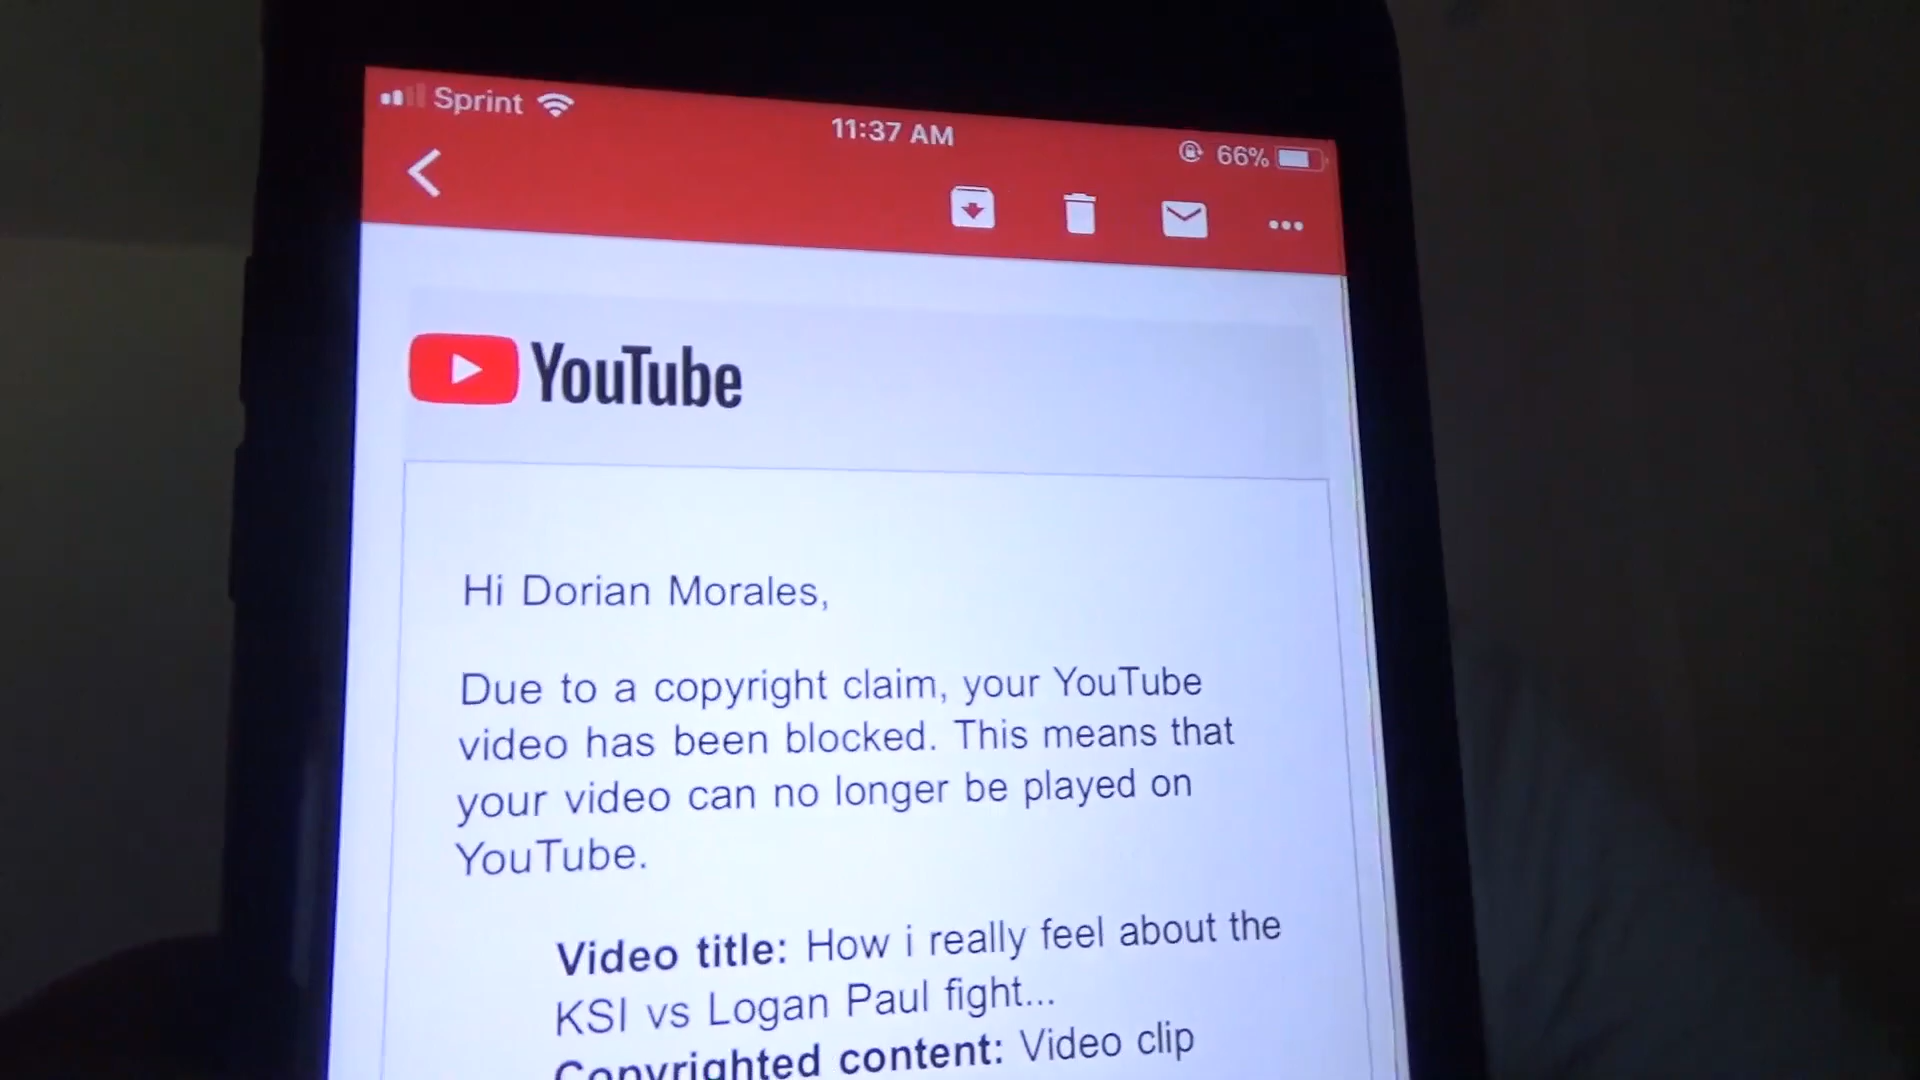 Sprint
11:37 AM
66%
YouTube
Hi Dorian Morales,
Due to a copyright claim, your YouTube
video has been blocked. This means that
your video can no longer be played on
YouTube.
Video title: How i really feel about the
KSI vs Logan Paul fight...
Copyrighted content: Video clip